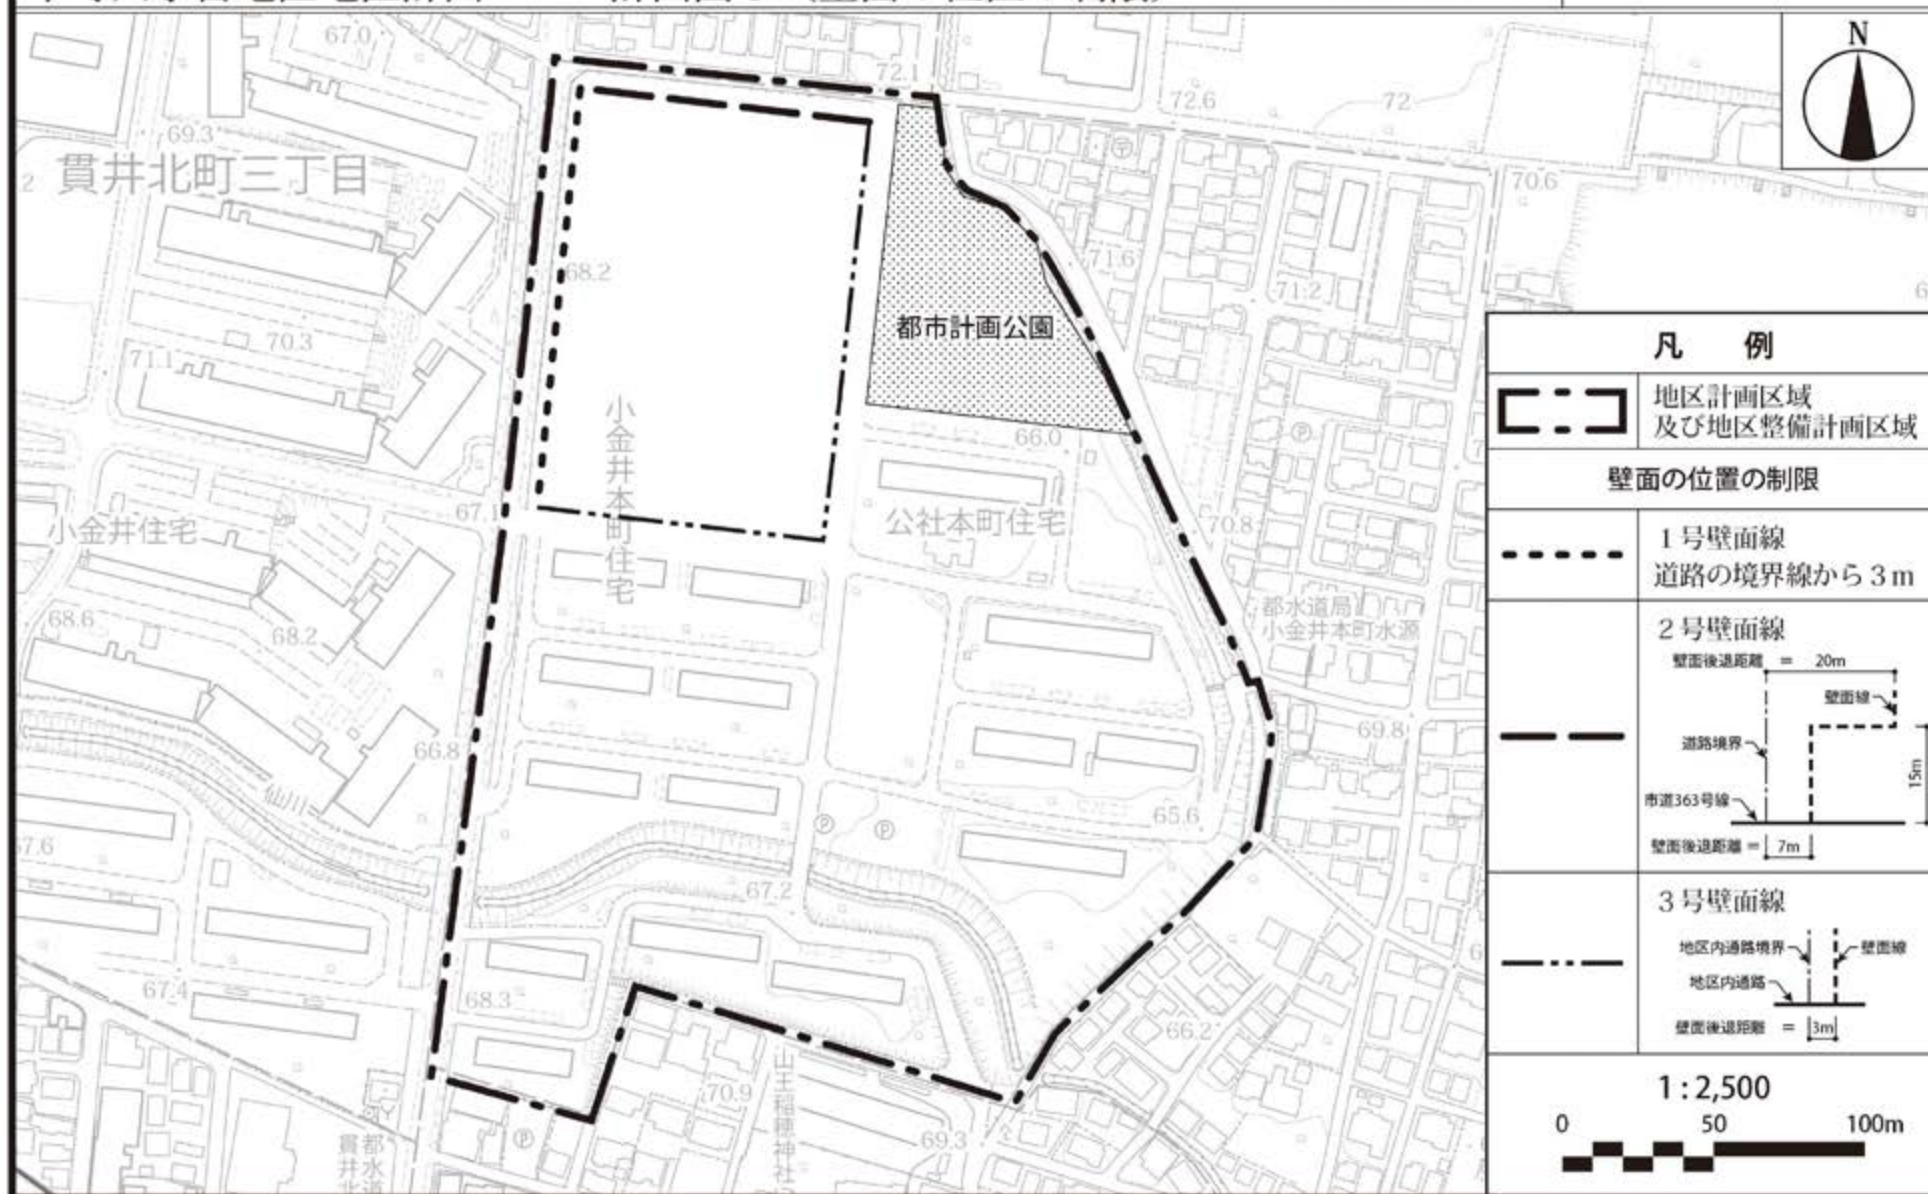 N
67.0
72.1
72.6
72
69.3
貫井北町三丁目
2
70.6
68.2
71.6
71.2
都市計画公園
70.3
71.1
小金井本町住宅
66.0
公社本町住宅
67.1
小金井住宅
70.8
68.6
68.2
都水道局
小金井本町水源
66.8
69.8
仙川
65.6
67.6
67.2
67.4
68.3
66.2
70.9
山王稲穂神社
69.3
都水道
貫井北
凡 例
地区計画区域
及び地区整備計画区域
壁面の位置の制限
1号壁面線
道路の境界線から3m
2号壁面線
壁面後退距離 = 20m
壁面線
道路境界
15m
市道363号線
壁面後退距離 = 7m
3号壁面線
地区内通路境界
壁面線
地区内通路
壁面後退距離 = 3m
1:2,500
0 50 100m